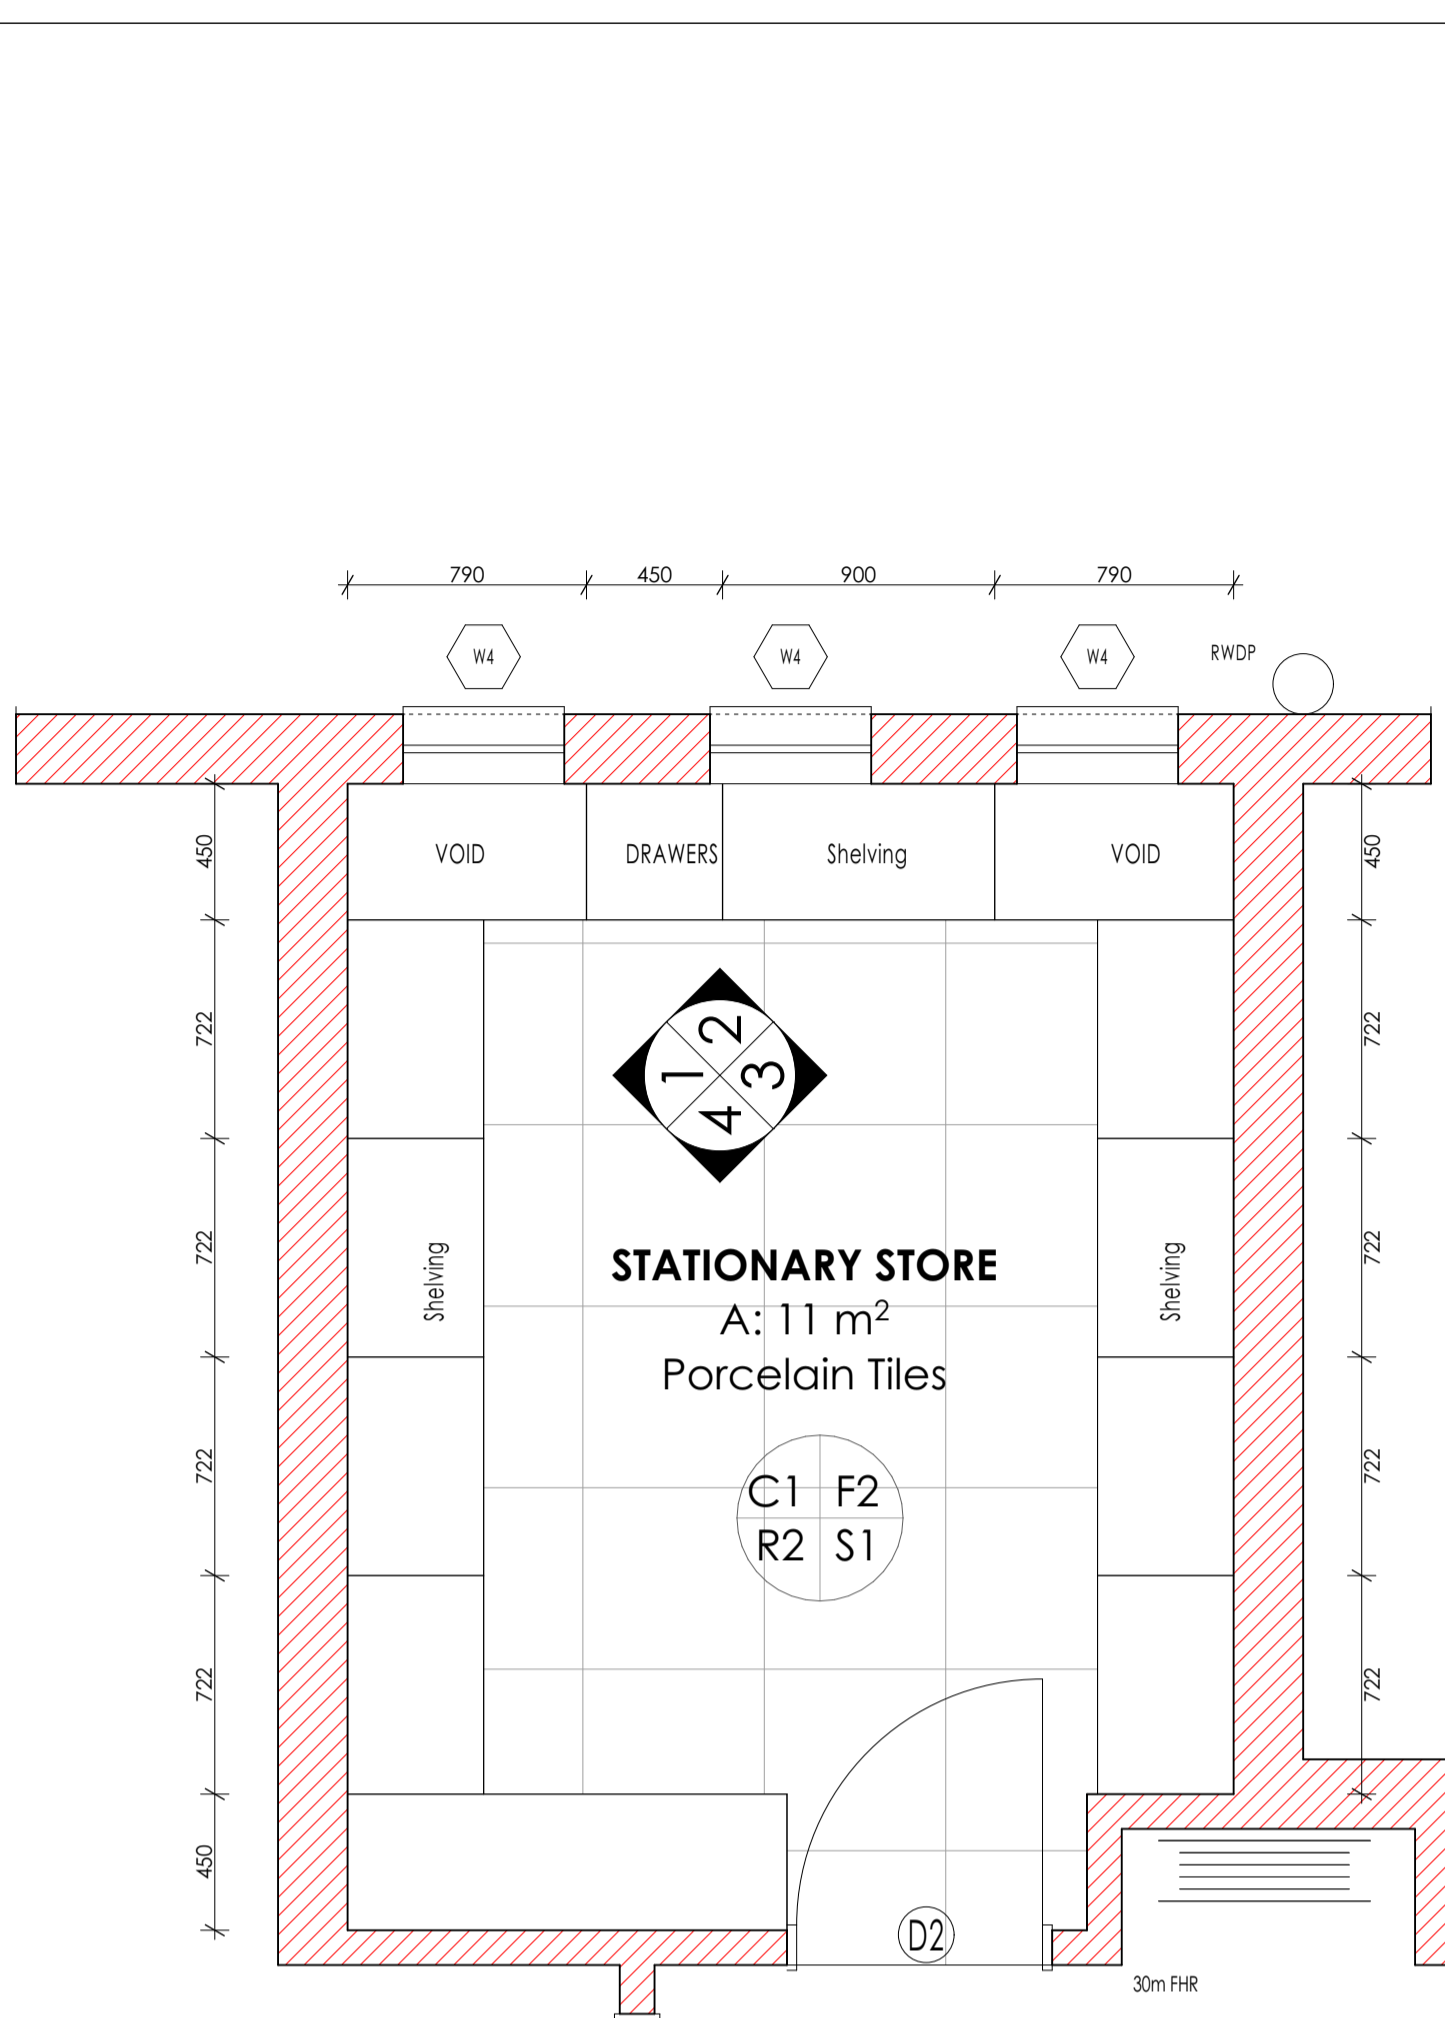 790 450 900 790
W4 W4 W4 RWDP
450 450
VOID DRAWERS Shelving VOID
722 722
2
1 3
4
722 722
Shelving Shelving
STATIONARY STORE
A: 11 m²
Porcelain Tiles
722 722
C1 F2
R2 S1
722 722
450
D2
30m FHR